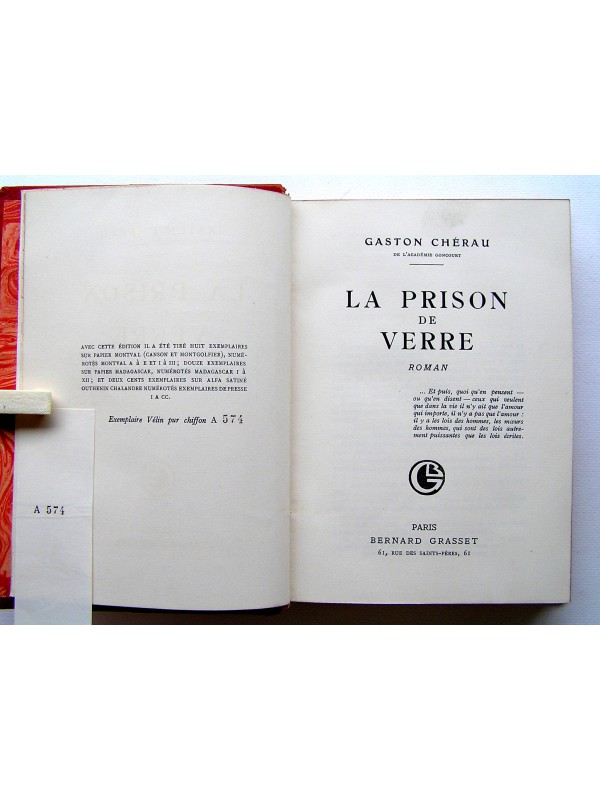 AVEC CETTE ÉDITION IL A ÉTÉ TIRÉ HUIT EXEMPLAIRES
SUR PAPIER MONTVAL (CANSON ET MONTGOLFIER), NUMÉ-
ROTÉS MONTVAL A à E ET I à III; DOUZE EXEMPLAIRES
SUR PAPIER MADAGASCAR, NUMÉROTÉS MADAGASCAR I À
XII; ET DEUX CENTS EXEMPLAIRES SUR ALFA SATINÉ
OUTHENIN CHALANDRE NUMÉROTÉS EXEMPLAIRES DE PRESSE
I A CC.
Exemplaire Vélin pur chiffon A 574
A 574
GASTON CHÉRAU
DE L'ACADÉMIE GONCOURT
LA PRISON
DE
VERRE
ROMAN
... Et puis, quoi qu'en pensent —
ou qu'en disent — ceux qui veulent
que dans la vie il n'y ait que l'amour
qui importe, il n'y a pas que l'amour :
il y a les lois des hommes, les mœurs
des hommes, qui sont des lois autre-
ment puissantes que les lois écrites.
PARIS
BERNARD GRASSET
61, RUE DES SAINTS-PÈRES, 61